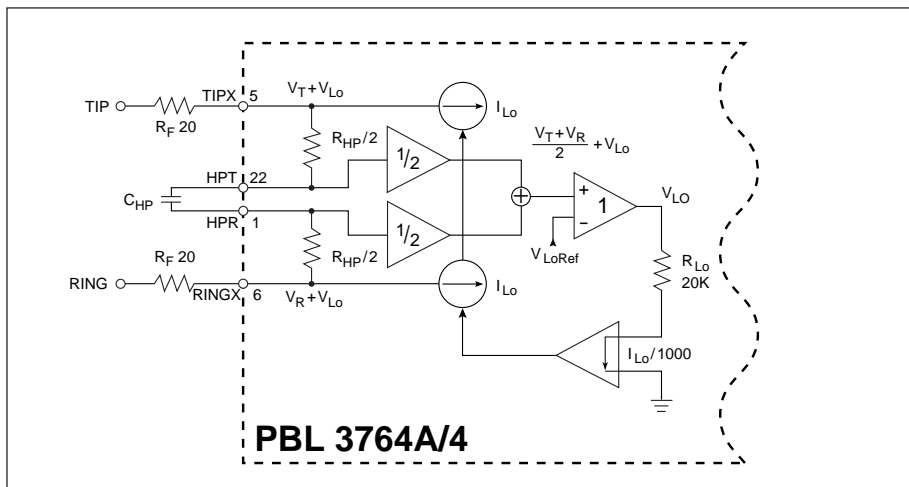 TIP
R_F 20
TIPX 5
V_T+V_Lo
I_Lo
R_HP/2
1/2
V_T+V_R
2
+V_Lo
HPT 22
C_HP
HPR 1
+
1
−
V_LO
V_LoRef
1/2
R_HP/2
R_Lo
20K
RING
R_F 20
RINGX 6
V_R+V_Lo
I_Lo
I_Lo/1000
PBL 3764A/4